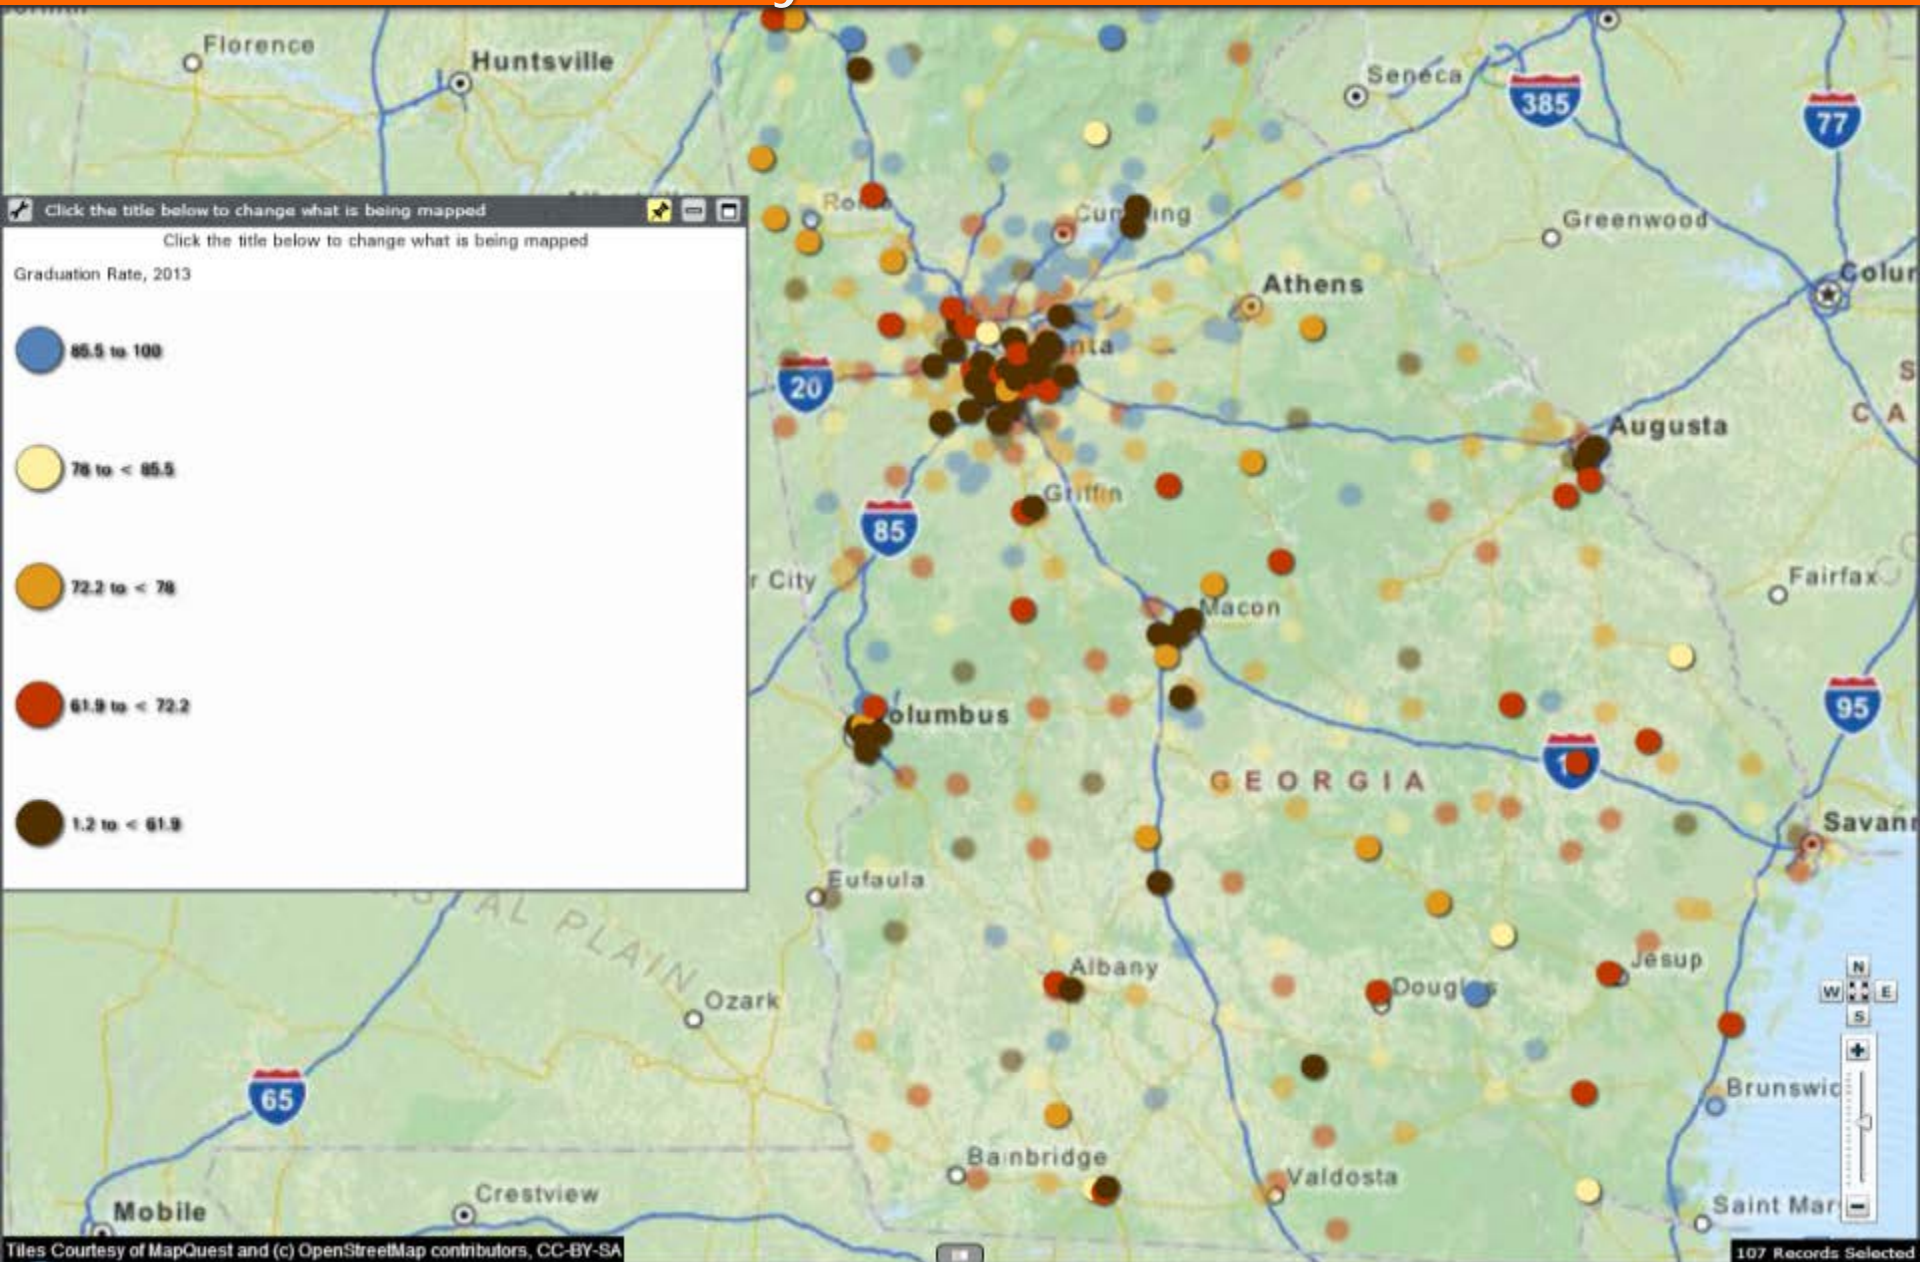 Florence
Huntsville
Seneca
385
77
Click the title below to change what is being mapped
Click the title below to change what is being mapped
Graduation Rate, 2013
85.5 to 100
78 to < 85.5
72.2 to < 78
61.9 to < 72.2
1.2 to < 61.9
Greenwood
Athens
20
Augusta
C A
S
Griffin
85
r City
Macon
Fairfax
95
olumbus
GEORGIA
Savann
Eufaula
Albany
Jesup
Ozark
N
W
E
S
65
Brunswic
Bainbridge
Valdosta
Crestview
Mobile
Saint Mar
AL PLAIN
Tiles Courtesy of MapQuest and (c) OpenStreetMap contributors, CC-BY-SA
107 Records Selected